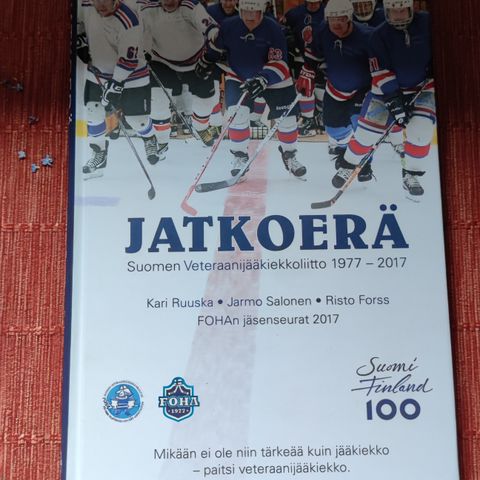 JATKOERÄ
Suomen Veteraanijääkiekkoliitto 1977 – 2017
Kari Ruuska • Jarmo Salonen • Risto Forss
FOHAn jäsenseurat 2017
Suomi
Finland
100
FOHA
1977
Mikään ei ole niin tärkeää kuin jääkiekko
– paitsi veteraanijääkiekko.